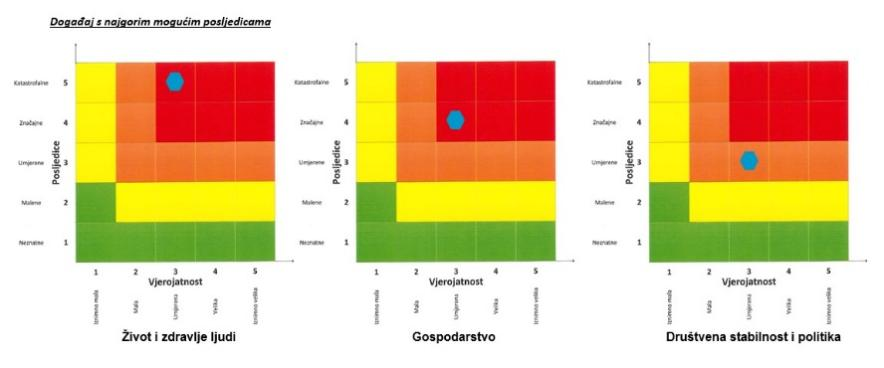 Događaj s najgorim mogućim posljedicama
Katastrofalne 5
Značajne 4
Umjerene 3
Malene 2
Neznatne 1
Posljedice
1 2 3 4 5
Vjerojatnost
Iznimno mala
Mala
Umjerena
Velika
Iznimno velika
Život i zdravlje ljudi
Katastrofalne 5
Značajne 4
Umjerene 3
Malene 2
Neznatne 1
Posljedice
1 2 3 4 5
Vjerojatnost
Iznimno mala
Mala
Umjerena
Velika
Iznimno velika
Gospodarstvo
Katastrofalne 5
Značajne 4
Umjerene 3
Malene 2
Neznatne 1
Posljedice
1 2 3 4 5
Vjerojatnost
Iznimno mala
Mala
Umjerena
Velika
Iznimno velika
Društvena stabilnost i politika